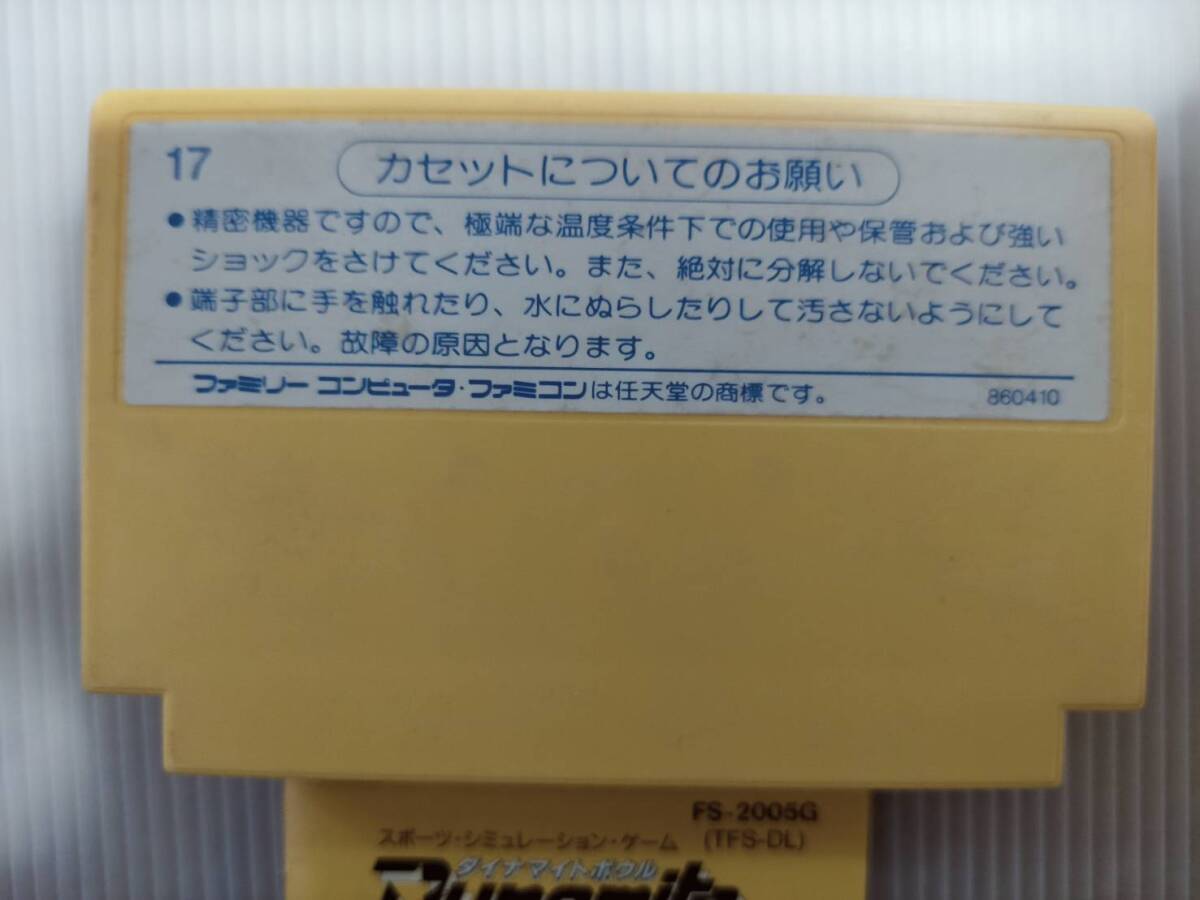 17
カセットについてのお願い
●精密機器ですので、極端な温度条件下での使用や保管および強い
ショックをさけてください。また、絶対に分解しないでください。
●端子部に手を触れたり、水にぬらしたりして汚さないようにして
ください。故障の原因となります。
ファミリー コンピュータ・ファミコンは任天堂の商標です。 860410
FS-2005G
スポーツ・シミュレーション・ゲーム (TFS-DL)
ダイナマイトボウル
Dynamite